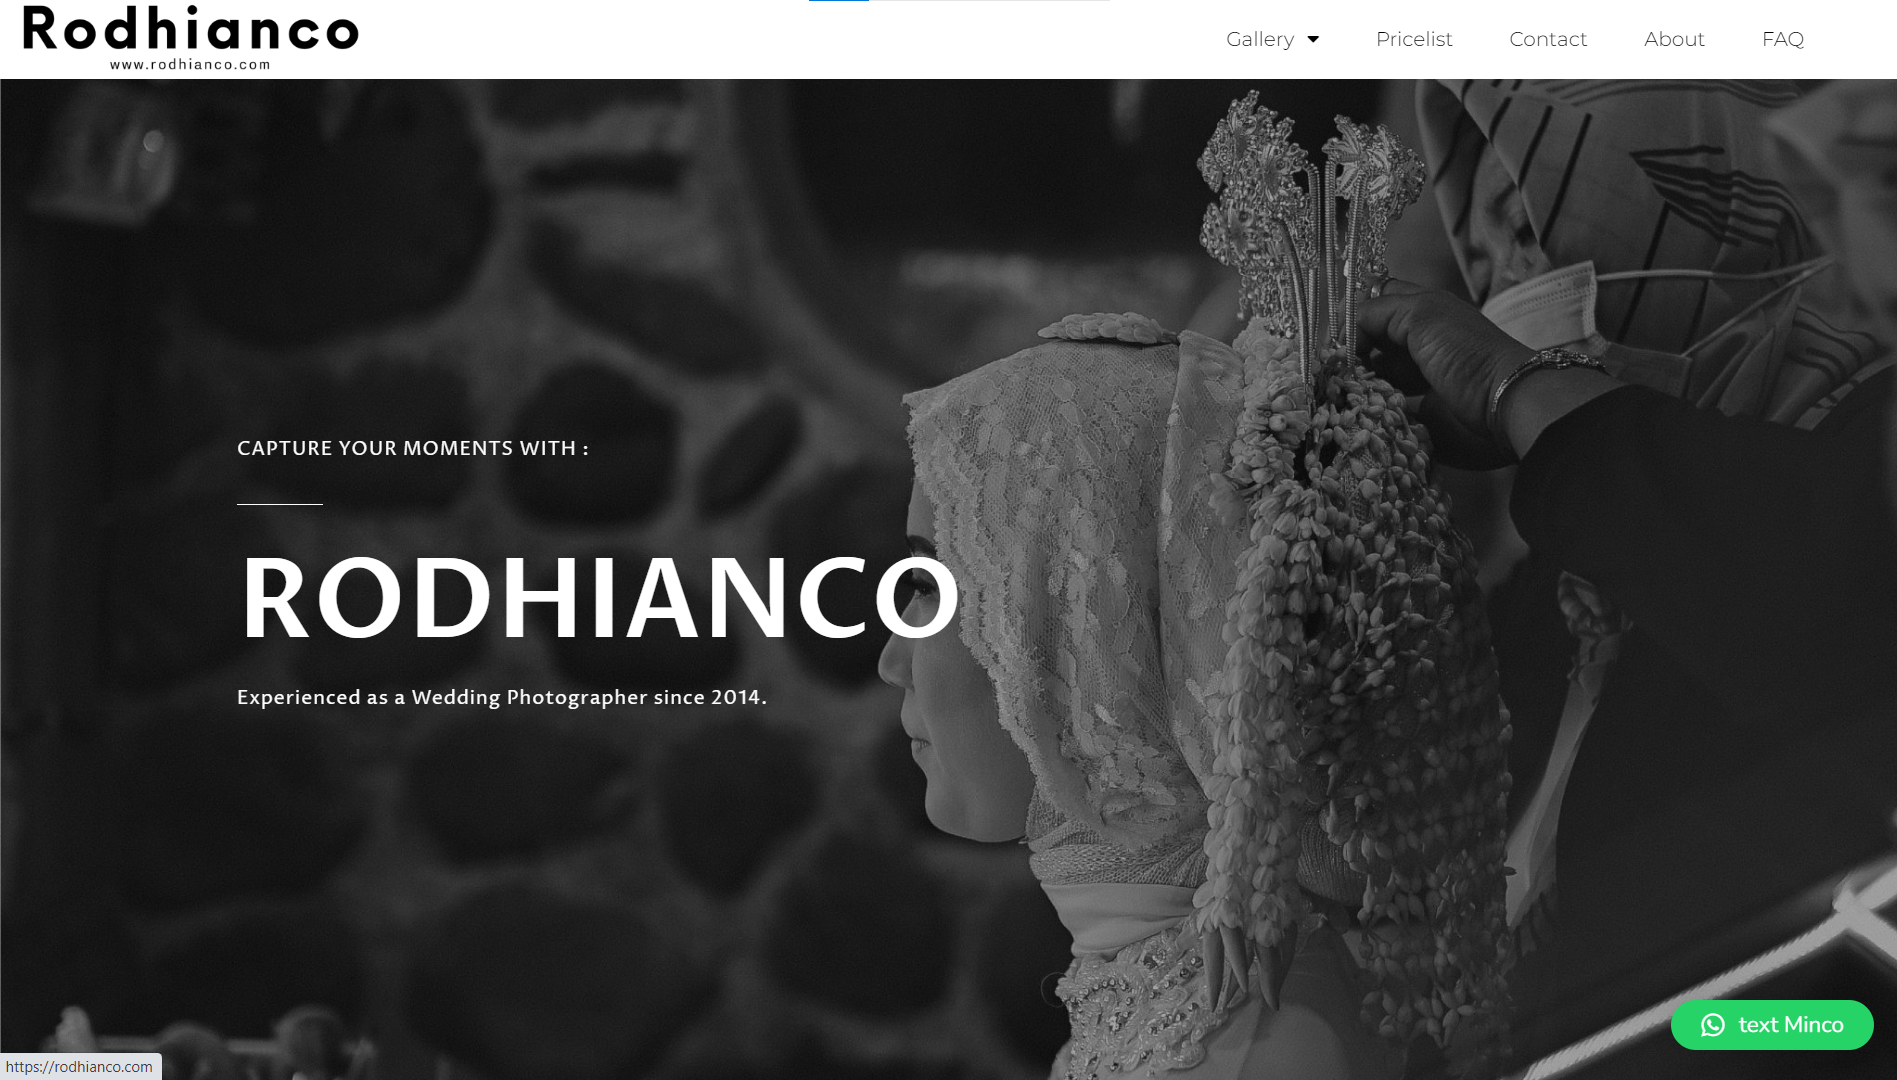 Rodhianco
www.rodhianco.com
Gallery Pricelist Contact About FAQ
CAPTURE YOUR MOMENTS WITH :
RODHIANCO
Experienced as a Wedding Photographer since 2014.
text Minco
https://rodhianco.com